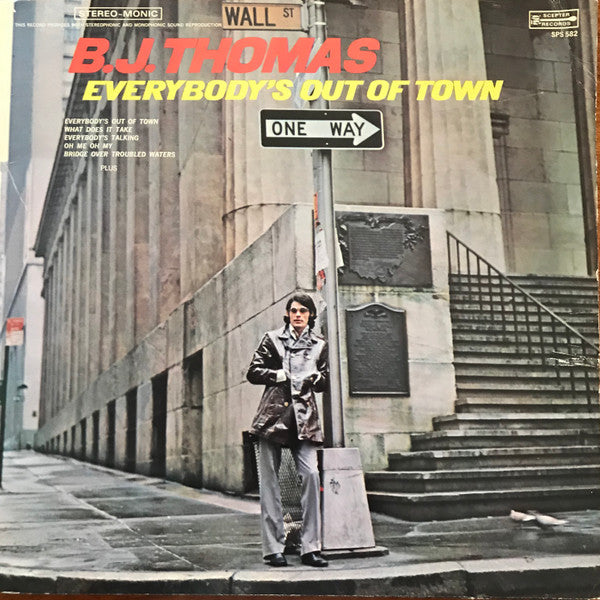 STEREO-MONIC
THIS RECORD PRODUCES BOTH STEREOPHONIC AND MONOPHONIC SOUND REPRODUCTION
WALL ST
SCEPTER
RECORDS
SPS 582
B.J. THOMAS
EVERYBODY'S OUT OF TOWN
EVERYBODY'S OUT OF TOWN
WHAT DOES IT TAKE
EVERYBODY'S TALKING
OH ME OH MY
BRIDGE OVER TROUBLED WATERS
PLUS
ONE WAY